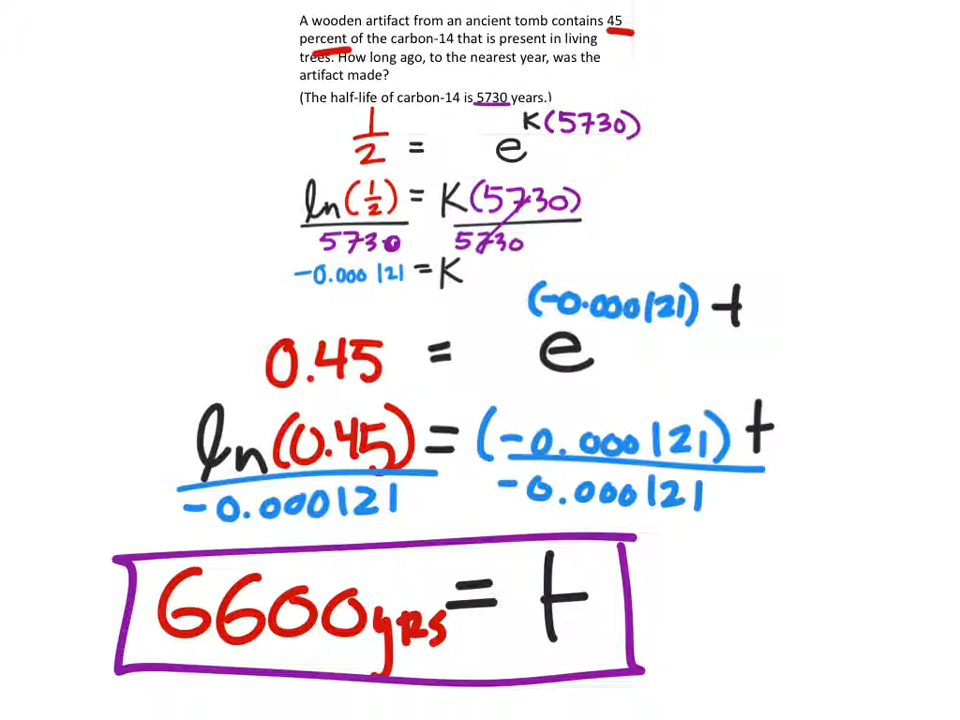 A wooden artifact from an ancient tomb contains 45
percent of the carbon-14 that is present in living
trees. How long ago, to the nearest year, was the
artifact made?
(The half-life of carbon-14 is 5730 years.)
1/2 = e^K(5730)
ln(1/2) = K(5730)
5730 5730
-0.000121 = K
0.45 = e^(-0.000121)t
ln(0.45) = (-0.000121)t
-0.000121 -0.000121
6600yrs = t